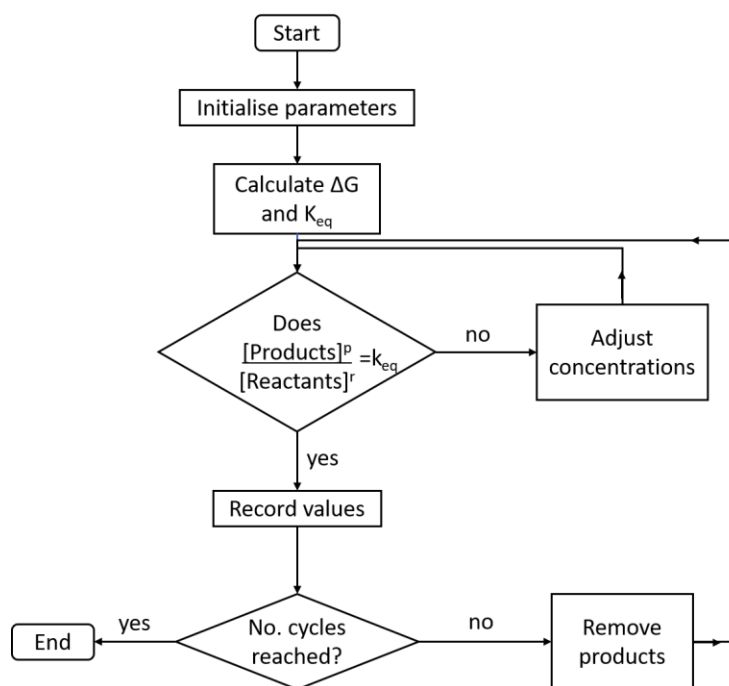 Start
Initialise parameters
Calculate ΔG
and Keq
Does
[Products]ᵖ
[Reactants]ʳ
=keq
no
Adjust
concentrations
yes
Record values
No. cycles
reached?
yes
End
no
Remove
products